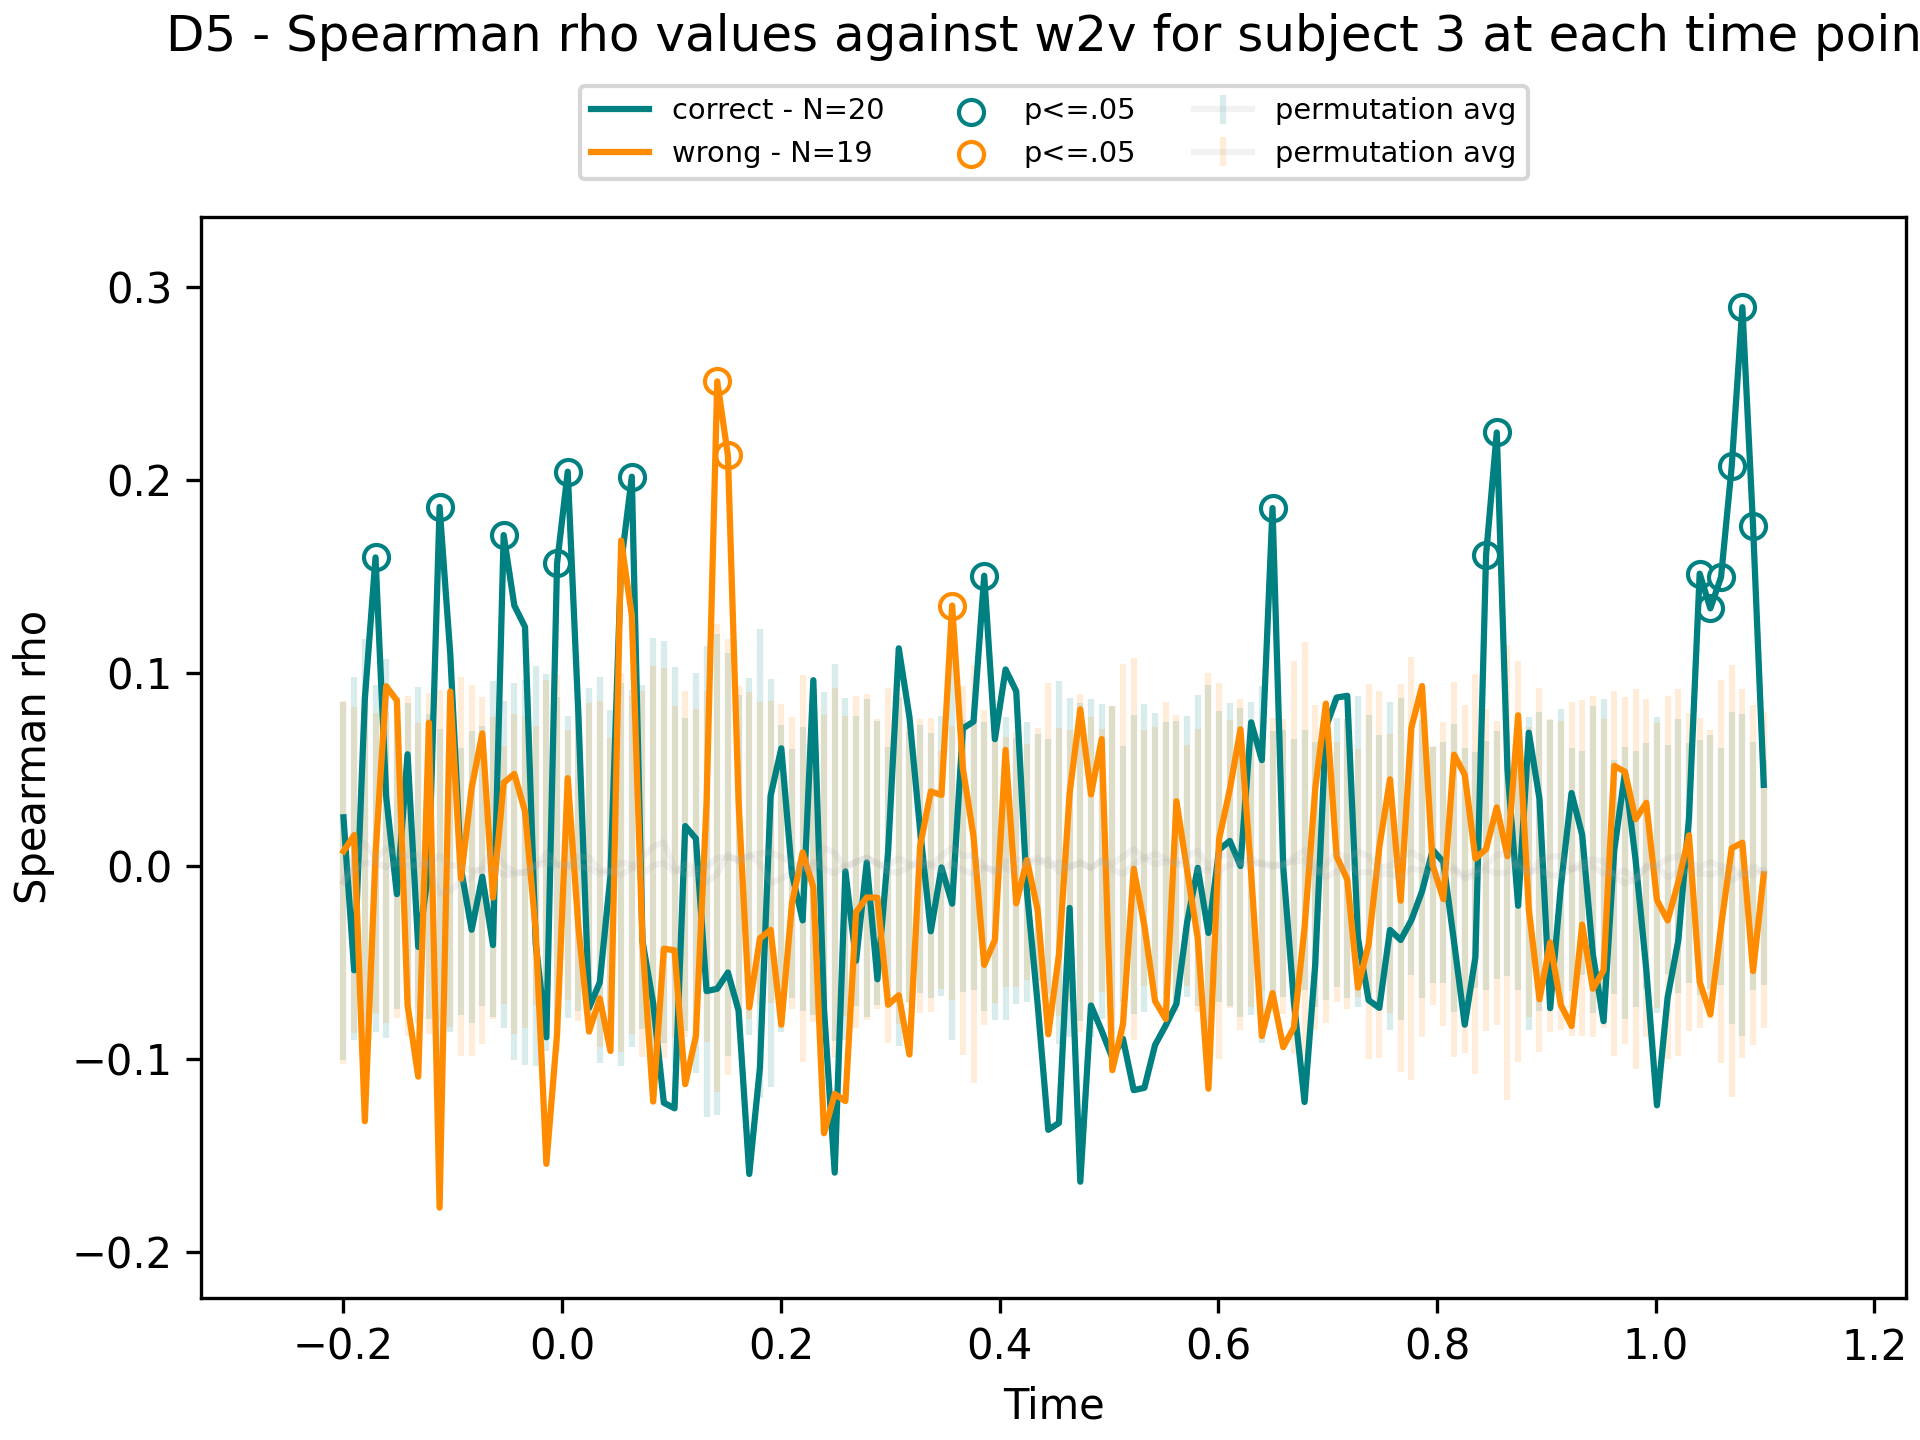 D5 - Spearman rho values against w2v for subject 3 at each time poin
correct - N=20
wrong - N=19
p<=.05
p<=.05
permutation avg
permutation avg
Spearman rho
0.3
0.2
0.1
0.0
−0.1
−0.2
−0.2 0.0 0.2 0.4 0.6 0.8 1.0 1.2
Time